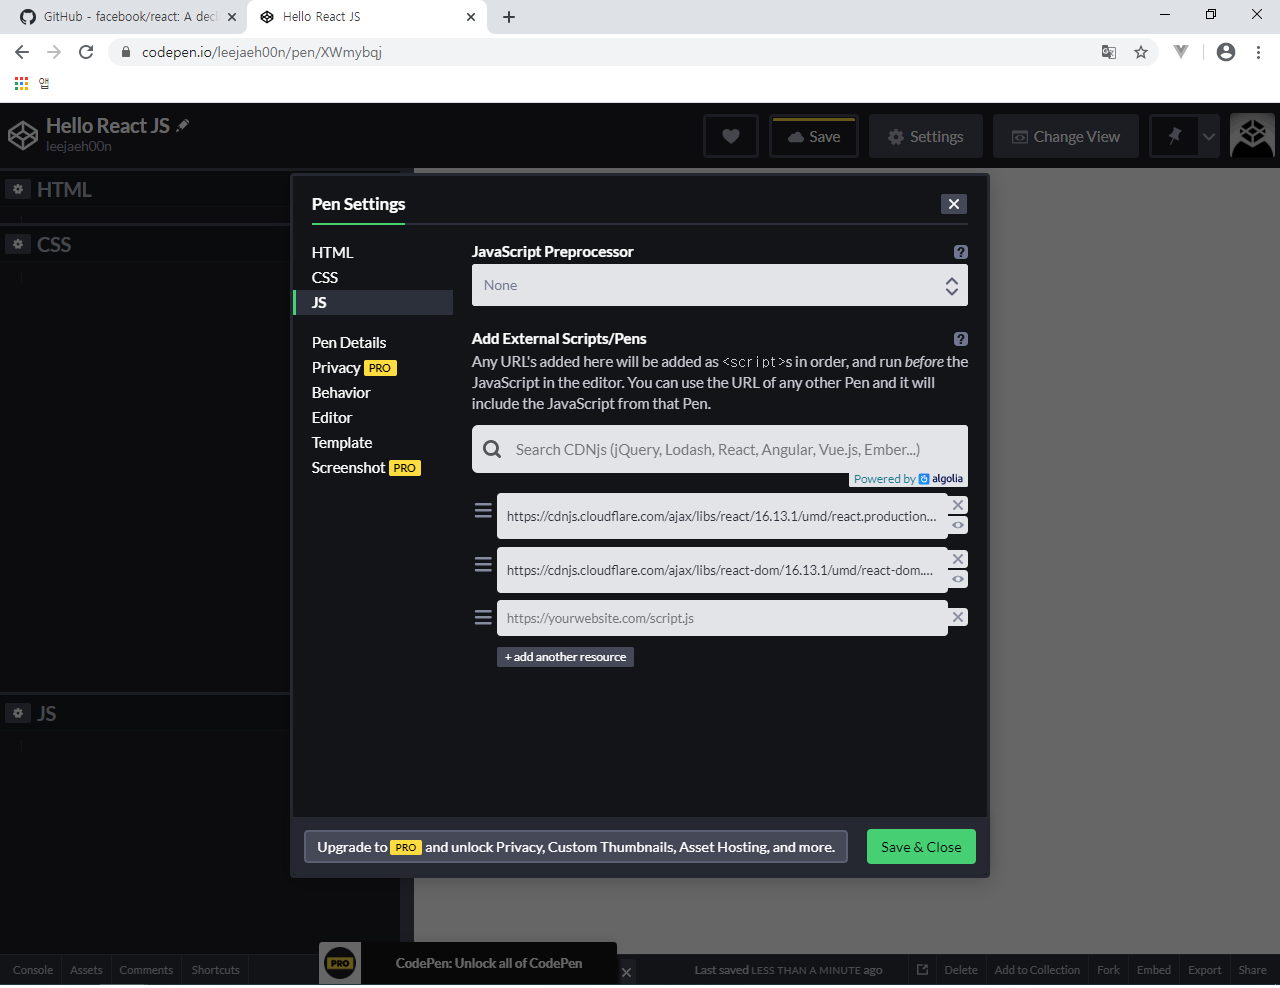 GitHub - facebook/react: A decl
Hello React JS
codepen.io/leejaeh00n/pen/XWmybqj
앱
Hello React JS
leejaeh00n
Save
Settings
Change View
HTML
CSS
JS
Pen Settings
HTML
CSS
JS
Pen Details
Privacy PRO
Behavior
Editor
Template
Screenshot PRO
JavaScript Preprocessor
?
None
Add External Scripts/Pens
?
Any URL's added here will be added as <script>s in order, and run before the
JavaScript in the editor. You can use the URL of any other Pen and it will
include the JavaScript from that Pen.
Search CDNjs (jQuery, Lodash, React, Angular, Vue.js, Ember...)
Powered by algolia
https://cdnjs.cloudflare.com/ajax/libs/react/16.13.1/umd/react.production...
https://cdnjs.cloudflare.com/ajax/libs/react-dom/16.13.1/umd/react-dom....
https://yourwebsite.com/script.js
+ add another resource
Upgrade to PRO and unlock Privacy, Custom Thumbnails, Asset Hosting, and more.
Save & Close
Console
Assets
Comments
Shortcuts
PRO
CodePen: Unlock all of CodePen
Last saved LESS THAN A MINUTE ago
Delete
Add to Collection
Fork
Embed
Export
Share